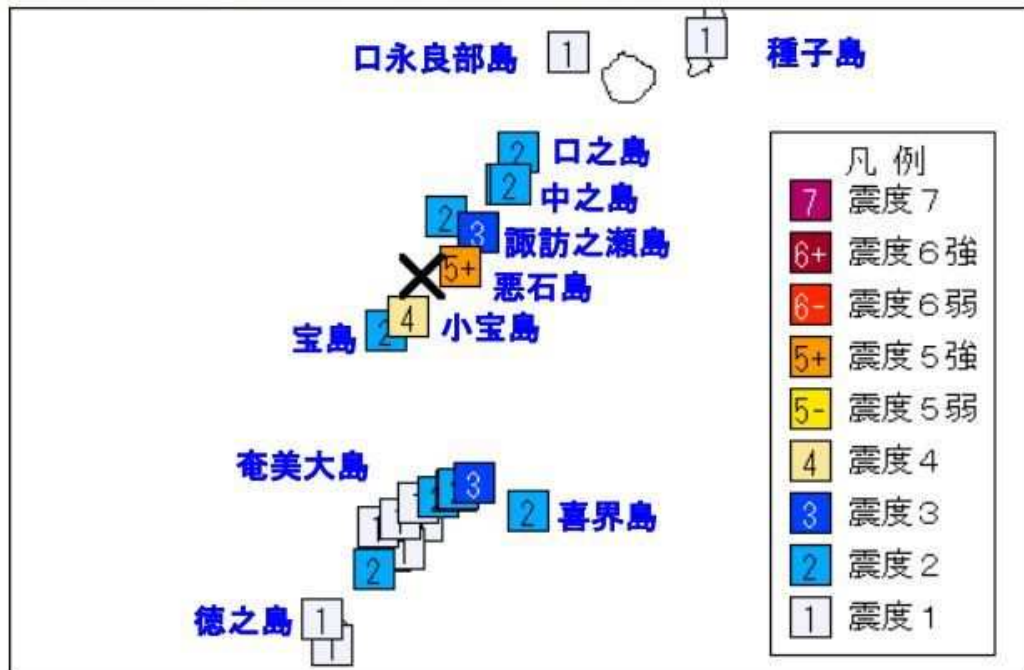 口永良部島
1
1
種子島
2
口之島
2
中之島
2
3
諏訪之瀬島
5+
悪石島
4
小宝島
宝島
2
奄美大島
3
2
喜界島
2
徳之島
1
凡例
7 震度7
6+ 震度6強
6- 震度6弱
5+ 震度5強
5- 震度5弱
4 震度4
3 震度3
2 震度2
1 震度1